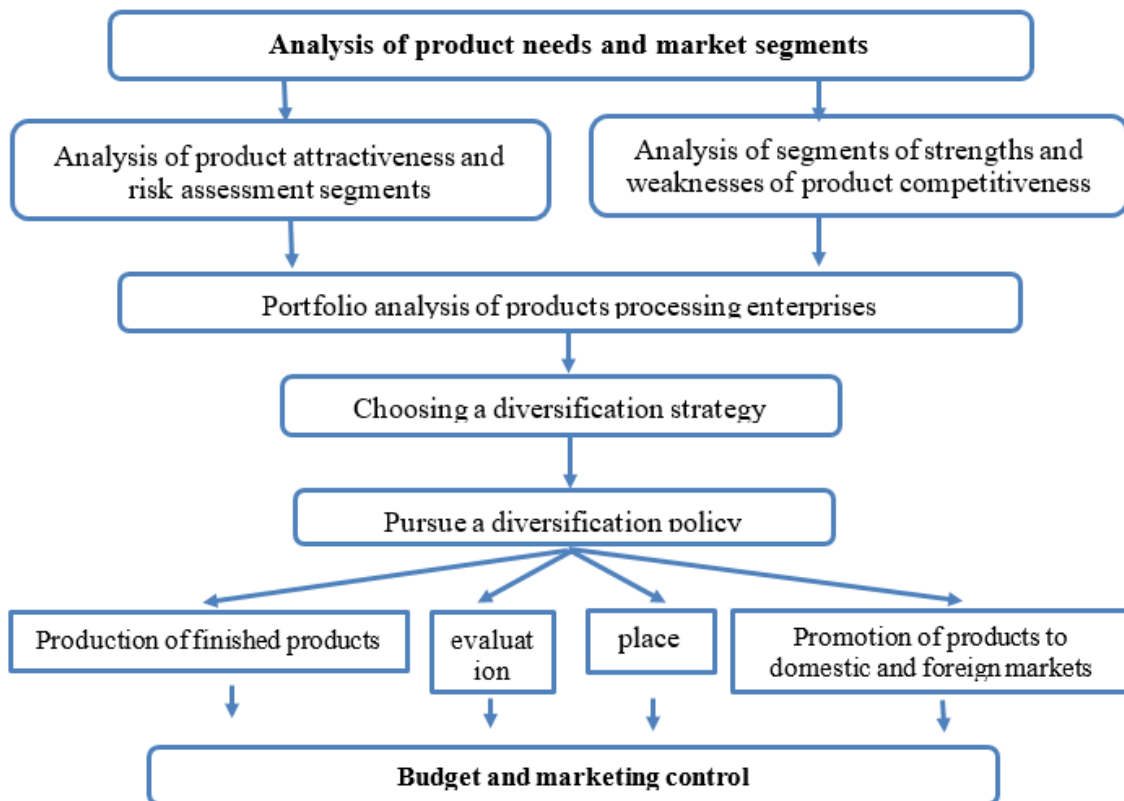 Analysis of product needs and market segments
Analysis of product attractiveness and
risk assessment segments
Analysis of segments of strengths and
weaknesses of product competitiveness
Portfolio analysis of products processing enterprises
Choosing a diversification strategy
Pursue a diversification policy
Production of finished products
evaluat
ion
place
Promotion of products to
domestic and foreign markets
Budget and marketing control